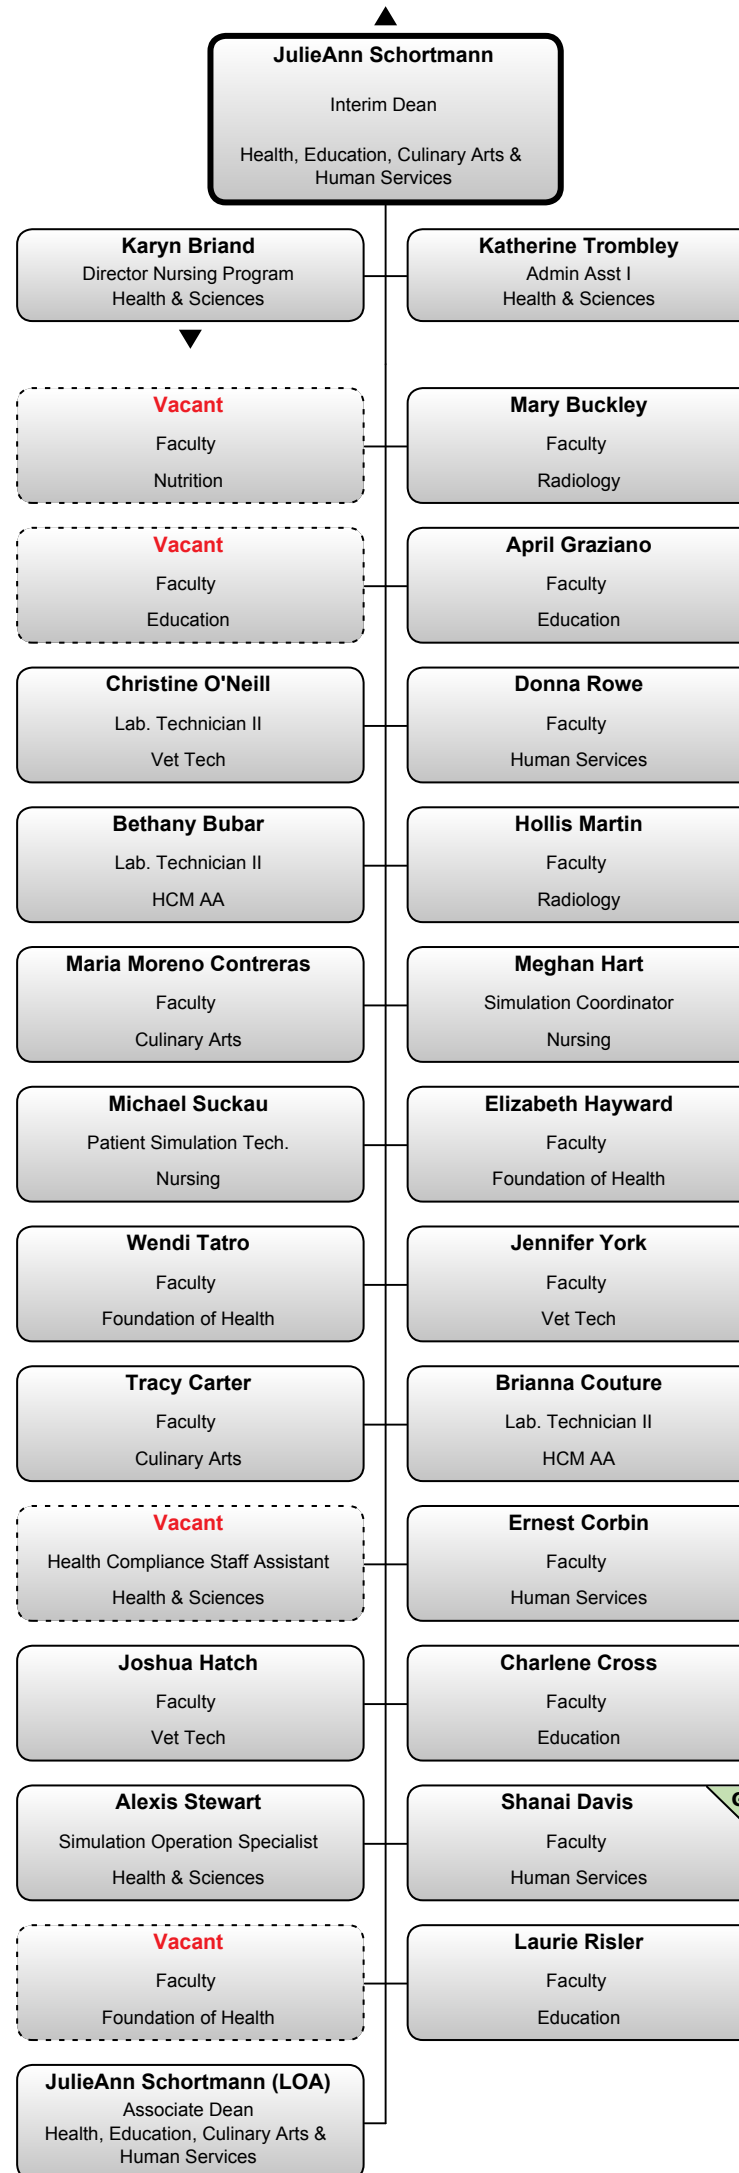 JulieAnn Schortmann
Interim Dean
Health, Education, Culinary Arts &
Human Services
Karyn Briand
Director Nursing Program
Health & Sciences
Katherine Trombley
Admin Asst I
Health & Sciences
Vacant
Faculty
Nutrition
Mary Buckley
Faculty
Radiology
Vacant
Faculty
Education
April Graziano
Faculty
Education
Christine O'Neill
Lab. Technician II
Vet Tech
Donna Rowe
Faculty
Human Services
Bethany Bubar
Lab. Technician II
HCM AA
Hollis Martin
Faculty
Radiology
Maria Moreno Contreras
Faculty
Culinary Arts
Meghan Hart
Simulation Coordinator
Nursing
Michael Suckau
Patient Simulation Tech.
Nursing
Elizabeth Hayward
Faculty
Foundation of Health
Wendi Tatro
Faculty
Foundation of Health
Jennifer York
Faculty
Vet Tech
Tracy Carter
Faculty
Culinary Arts
Brianna Couture
Lab. Technician II
HCM AA
Vacant
Health Compliance Staff Assistant
Health & Sciences
Ernest Corbin
Faculty
Human Services
Joshua Hatch
Faculty
Vet Tech
Charlene Cross
Faculty
Education
Alexis Stewart
Simulation Operation Specialist
Health & Sciences
Shanai Davis
Faculty
Human Services
Vacant
Faculty
Foundation of Health
Laurie Risler
Faculty
Education
JulieAnn Schortmann (LOA)
Associate Dean
Health, Education, Culinary Arts &
Human Services